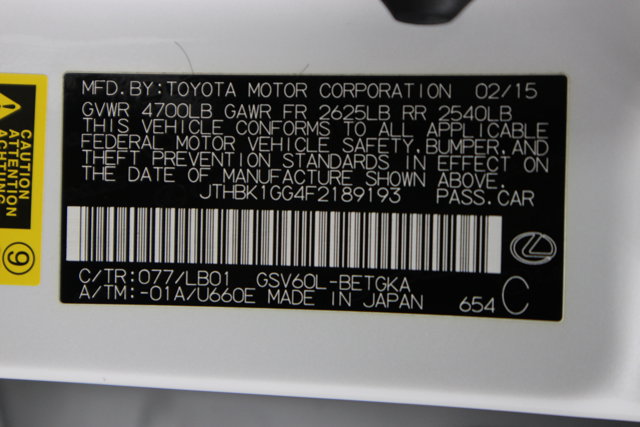 MFD. BY: TOYOTA MOTOR CORPORATION 02/15
GVWR 4700LB GAWR FR 2625LB RR 2540LB
THIS VEHICLE CONFORMS TO ALL APPLICABLE
FEDERAL MOTOR VEHICLE SAFETY, BUMPER, AND
THEFT PREVENTION STANDARDS IN EFFECT ON
THE DATE OF MANUFACTURE SHOWN ABOVE.
JTHBK1GG4F2189193 PASS.CAR
C/TR:077/LB01 GSV60L-BETGKA
A/TM:-01A/U660E MADE IN JAPAN
654 C
CAUTION
ATTENTION
9